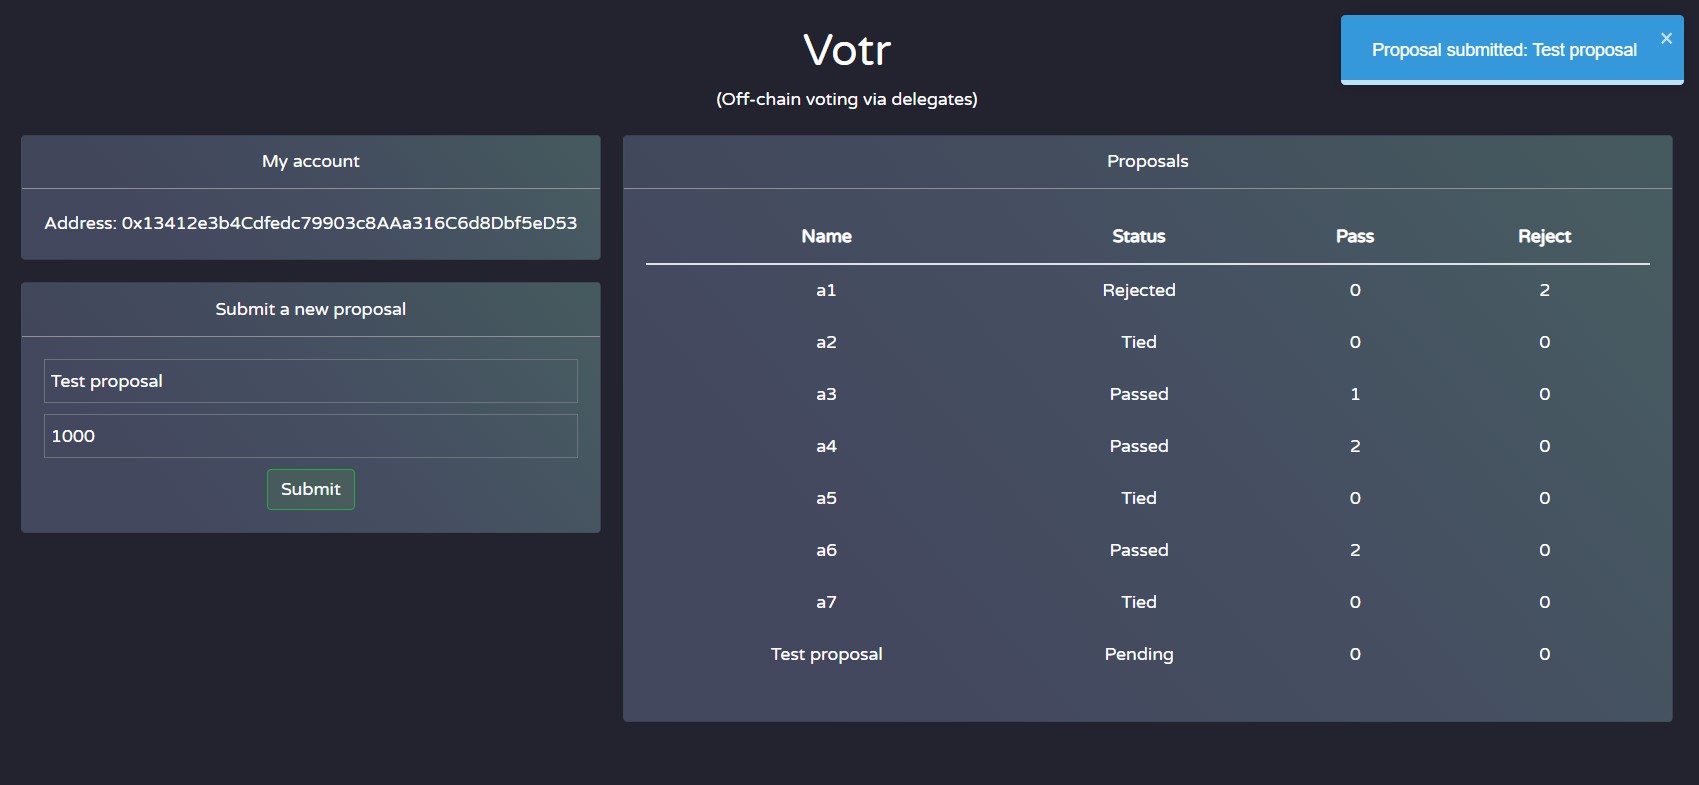 Votr
(Off-chain voting via delegates)
Proposal submitted: Test proposal ×
My account
Address: 0x13412e3b4Cdfedc79903c8AAa316C6d8Dbf5eD53
Submit a new proposal
Test proposal
1000
Submit
Proposals
Name Status Pass Reject
a1 Rejected 0 2
a2 Tied 0 0
a3 Passed 1 0
a4 Passed 2 0
a5 Tied 0 0
a6 Passed 2 0
a7 Tied 0 0
Test proposal Pending 0 0